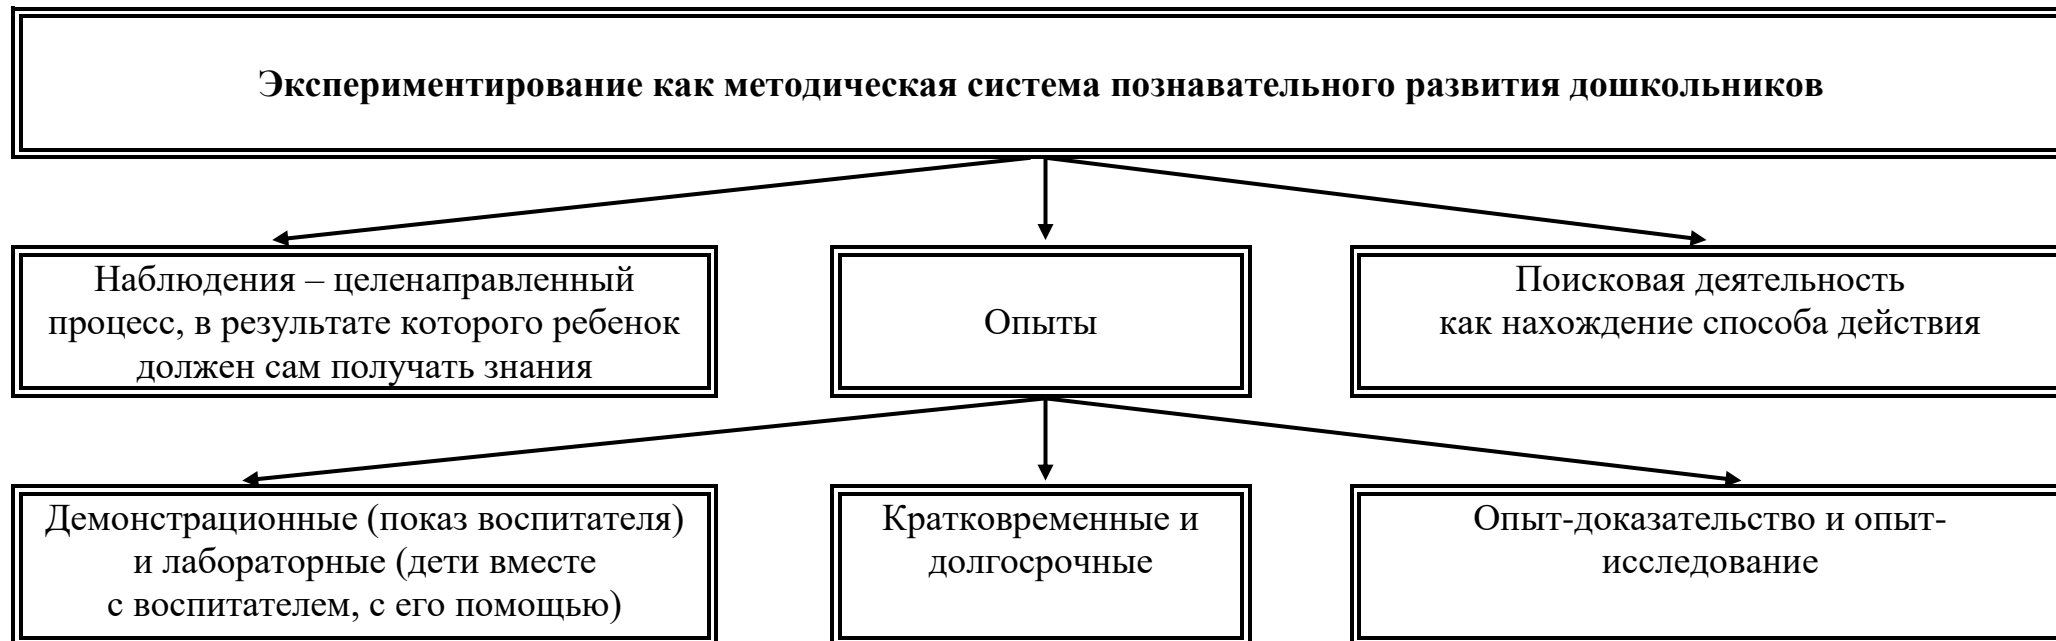 Экспериментирование как методическая система познавательного развития дошкольников
Наблюдения – целенаправленный
процесс, в результате которого ребенок
должен сам получать знания
Опыты
Поисковая деятельность
как нахождение способа действия
Демонстрационные (показ воспитателя)
и лабораторные (дети вместе
с воспитателем, с его помощью)
Кратковременные и
долгосрочные
Опыт-доказательство и опыт-
исследование